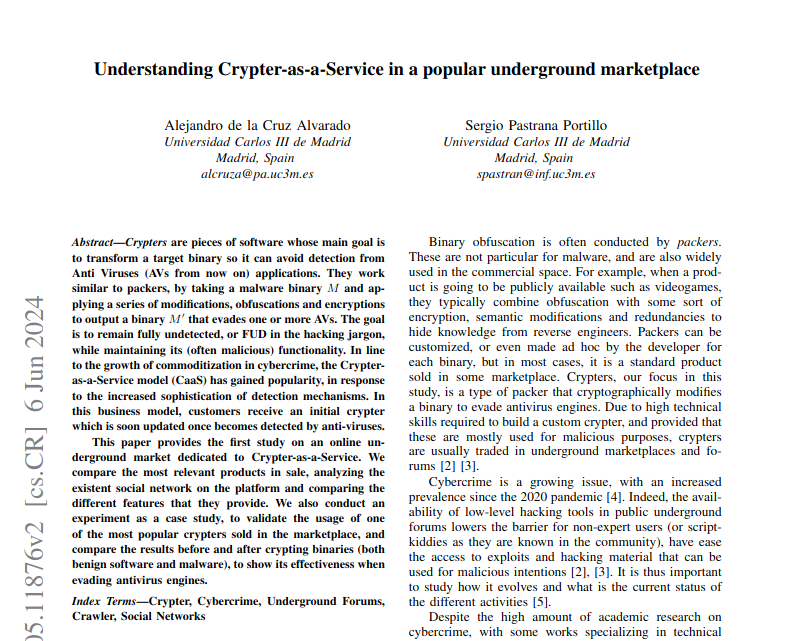 Understanding Crypter-as-a-Service in a popular underground marketplace
Alejandro de la Cruz Alvarado
Universidad Carlos III de Madrid
Madrid, Spain
alcruza@pa.uc3m.es
Sergio Pastrana Portillo
Universidad Carlos III de Madrid
Madrid, Spain
spastran@inf.uc3m.es
05.11876v2 [cs.CR] 6 Jun 2024
Abstract—Crypters are pieces of software whose main goal is
to transform a target binary so it can avoid detection from
Anti Viruses (AVs from now on) applications. They work
similar to packers, by taking a malware binary M and ap-
plying a series of modifications, obfuscations and encryptions
to output a binary M′ that evades one or more AVs. The goal
is to remain fully undetected, or FUD in the hacking jargon,
while maintaining its (often malicious) functionality. In line
to the growth of commoditization in cybercrime, the Crypter-
as-a-Service model (CaaS) has gained popularity, in response
to the increased sophistication of detection mechanisms. In
this business model, customers receive an initial crypter
which is soon updated once becomes detected by anti-viruses.
This paper provides the first study on an online un-
derground market dedicated to Crypter-as-a-Service. We
compare the most relevant products in sale, analyzing the
existent social network on the platform and comparing the
different features that they provide. We also conduct an
experiment as a case study, to validate the usage of one
of the most popular crypters sold in the marketplace, and
compare the results before and after crypting binaries (both
benign software and malware), to show its effectiveness when
evading antivirus engines.
Index Terms—Crypter, Cybercrime, Underground Forums,
Crawler, Social Networks
Binary obfuscation is often conducted by packers.
These are not particular for malware, and are also widely
used in the commercial space. For example, when a prod-
uct is going to be publicly available such as videogames,
they typically combine obfuscation with some sort of
encryption, semantic modifications and redundancies to
hide knowledge from reverse engineers. Packers can be
customized, or even made ad hoc by the developer for
each binary, but in most cases, it is a standard product
sold in some marketplace. Crypters, our focus in this
study, is a type of packer that cryptographically modifies
a binary to evade antivirus engines. Due to high technical
skills required to build a custom crypter, and provided that
these are mostly used for malicious purposes, crypters
are usually traded in underground marketplaces and fo-
rums [2] [3].
Cybercrime is a growing issue, with an increased
prevalence since the 2020 pandemic [4]. Indeed, the avail-
ability of low-level hacking tools in public underground
forums lowers the barrier for non-expert users (or script-
kiddies as they are known in the community), have ease
the access to exploits and hacking material that can be
used for malicious intentions [2], [3]. It is thus important
to study how it evolves and what is the current status of
the different activities [5].
Despite the high amount of academic research on
cybercrime, with some works specializing in technical